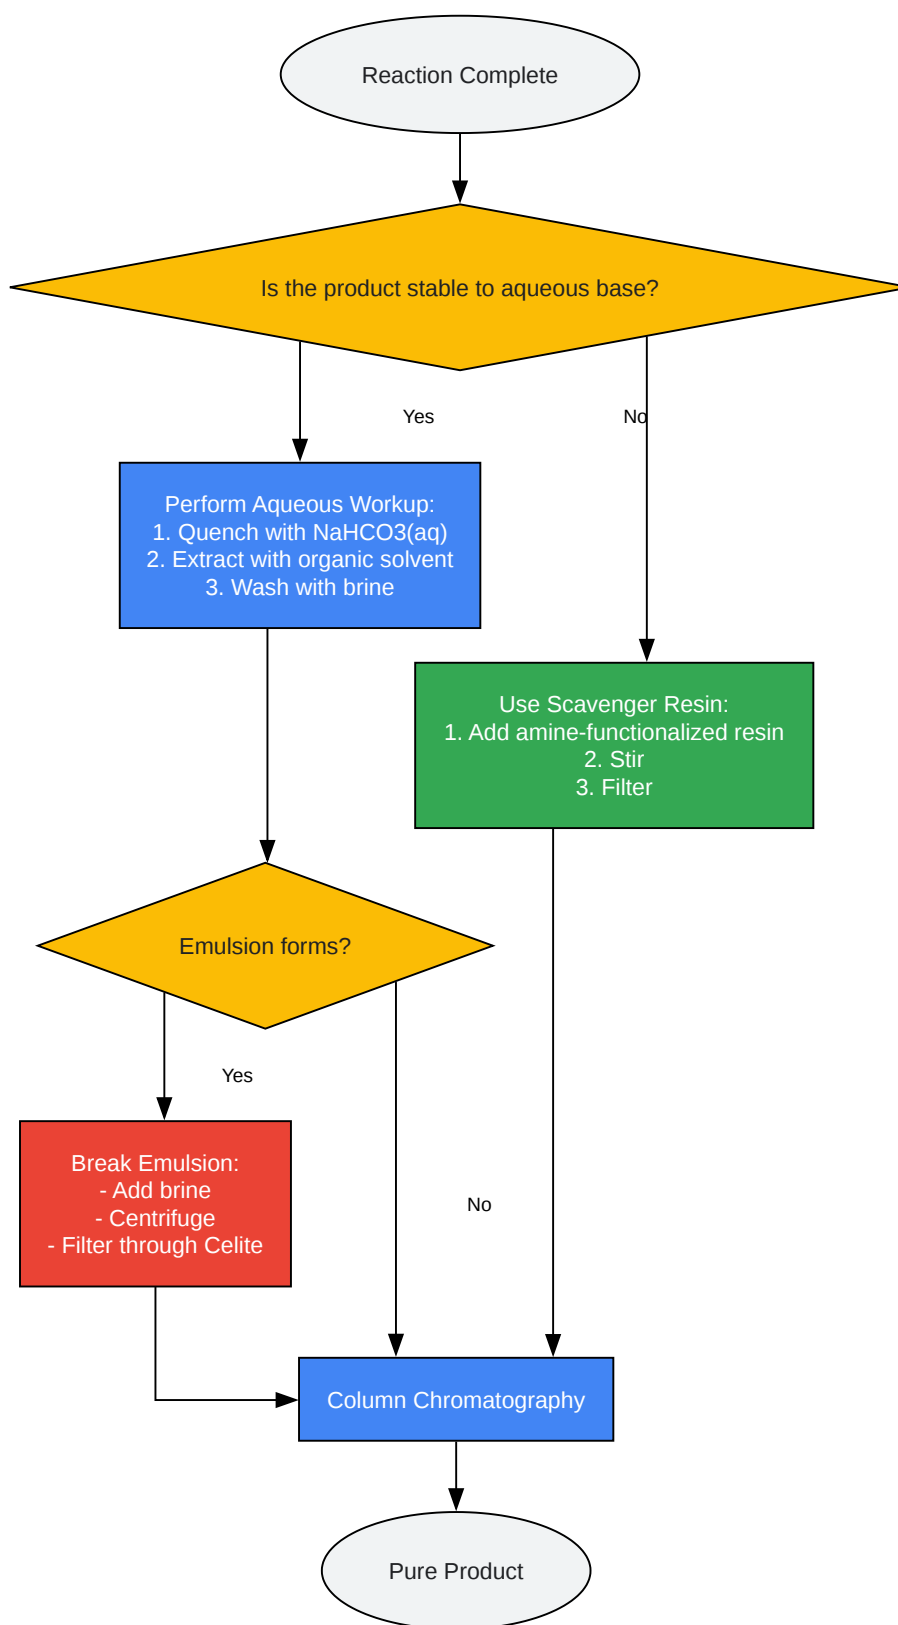 Reaction Complete
Is the product stable to aqueous base?
Yes
No
Perform Aqueous Workup:
1. Quench with NaHCO3(aq)
2. Extract with organic solvent
3. Wash with brine
Use Scavenger Resin:
1. Add amine-functionalized resin
2. Stir
3. Filter
Emulsion forms?
Yes
Break Emulsion:
- Add brine
- Centrifuge
- Filter through Celite
No
Column Chromatography
Pure Product